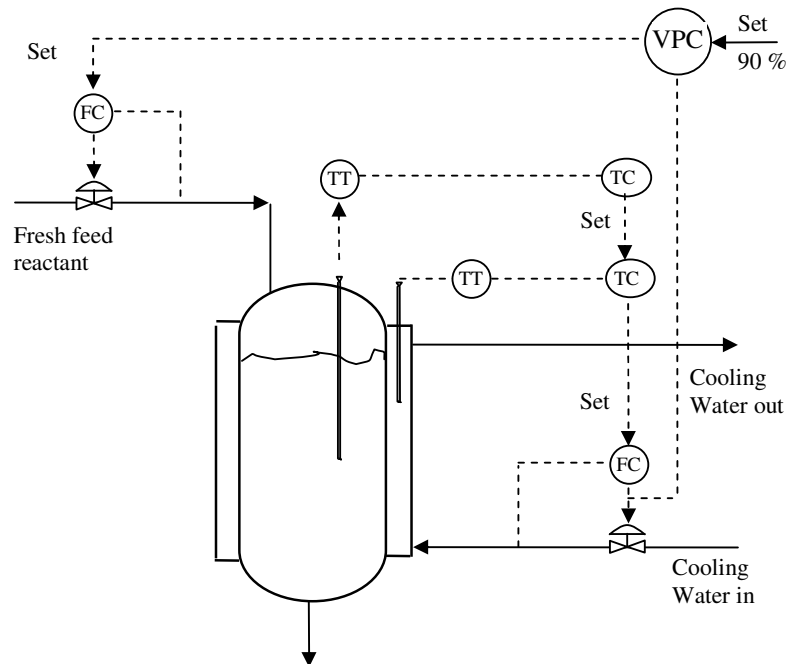 VPC
Set
90 %
Set
FC
TT
TC
Set
Fresh feed
reactant
TT
TC
Cooling
Water out
Set
FC
Cooling
Water in